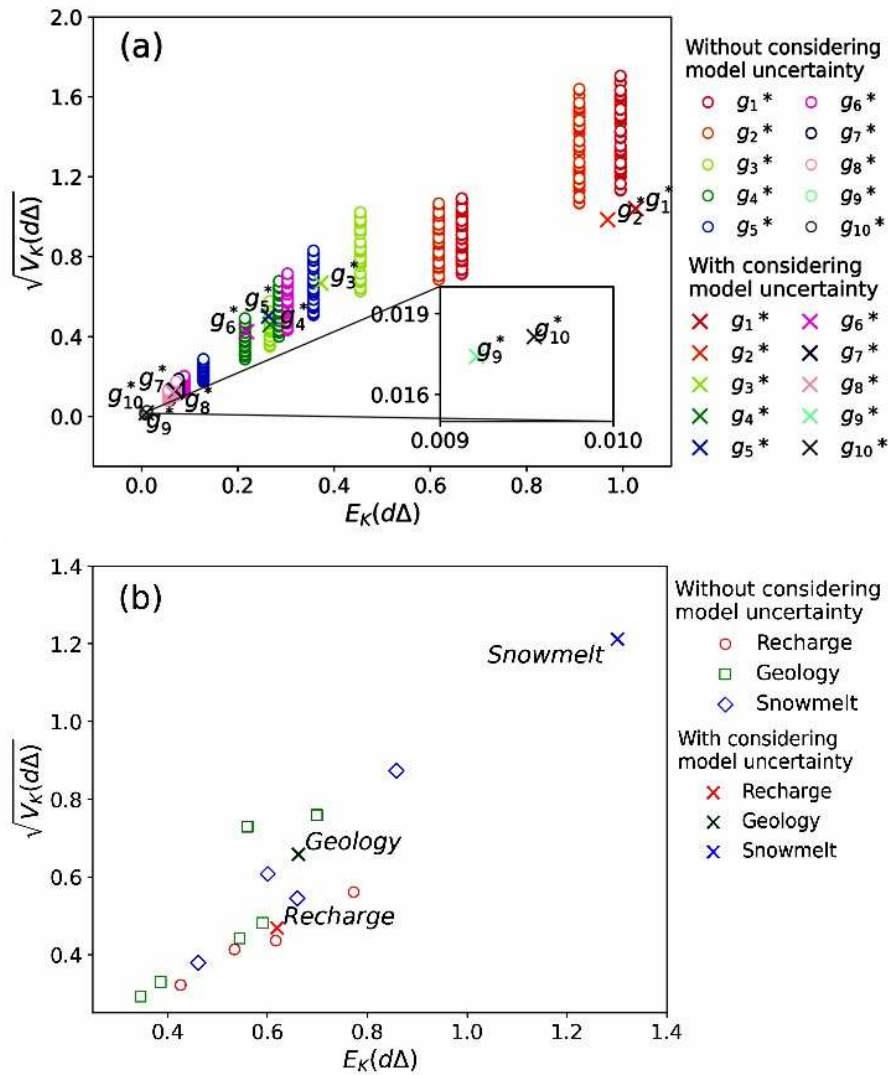 (a)
2.0
1.6
1.2
0.8
0.4
0.0
√V_K(dΔ)
0.0 0.2 0.4 0.6 0.8 1.0
E_K(dΔ)
g₂* g₁*
g₃*
g₅*
g₄*
g₆*
g₇*
g₈*
g₁₀*
g₉*
0.019
0.016
0.009 0.010
g₁₀*
g₉*
Without considering
model uncertainty
g₁* g₆*
g₂* g₇*
g₃* g₈*
g₄* g₉*
g₅* g₁₀*
With considering
model uncertainty
g₁* g₆*
g₂* g₇*
g₃* g₈*
g₄* g₉*
g₅* g₁₀*
(b)
1.4
1.2
1.0
0.8
0.6
0.4
√V_K(dΔ)
0.4 0.6 0.8 1.0 1.2 1.4
E_K(dΔ)
Snowmelt
Geology
Recharge
Without considering
model uncertainty
Recharge
Geology
Snowmelt
With considering
model uncertainty
Recharge
Geology
Snowmelt